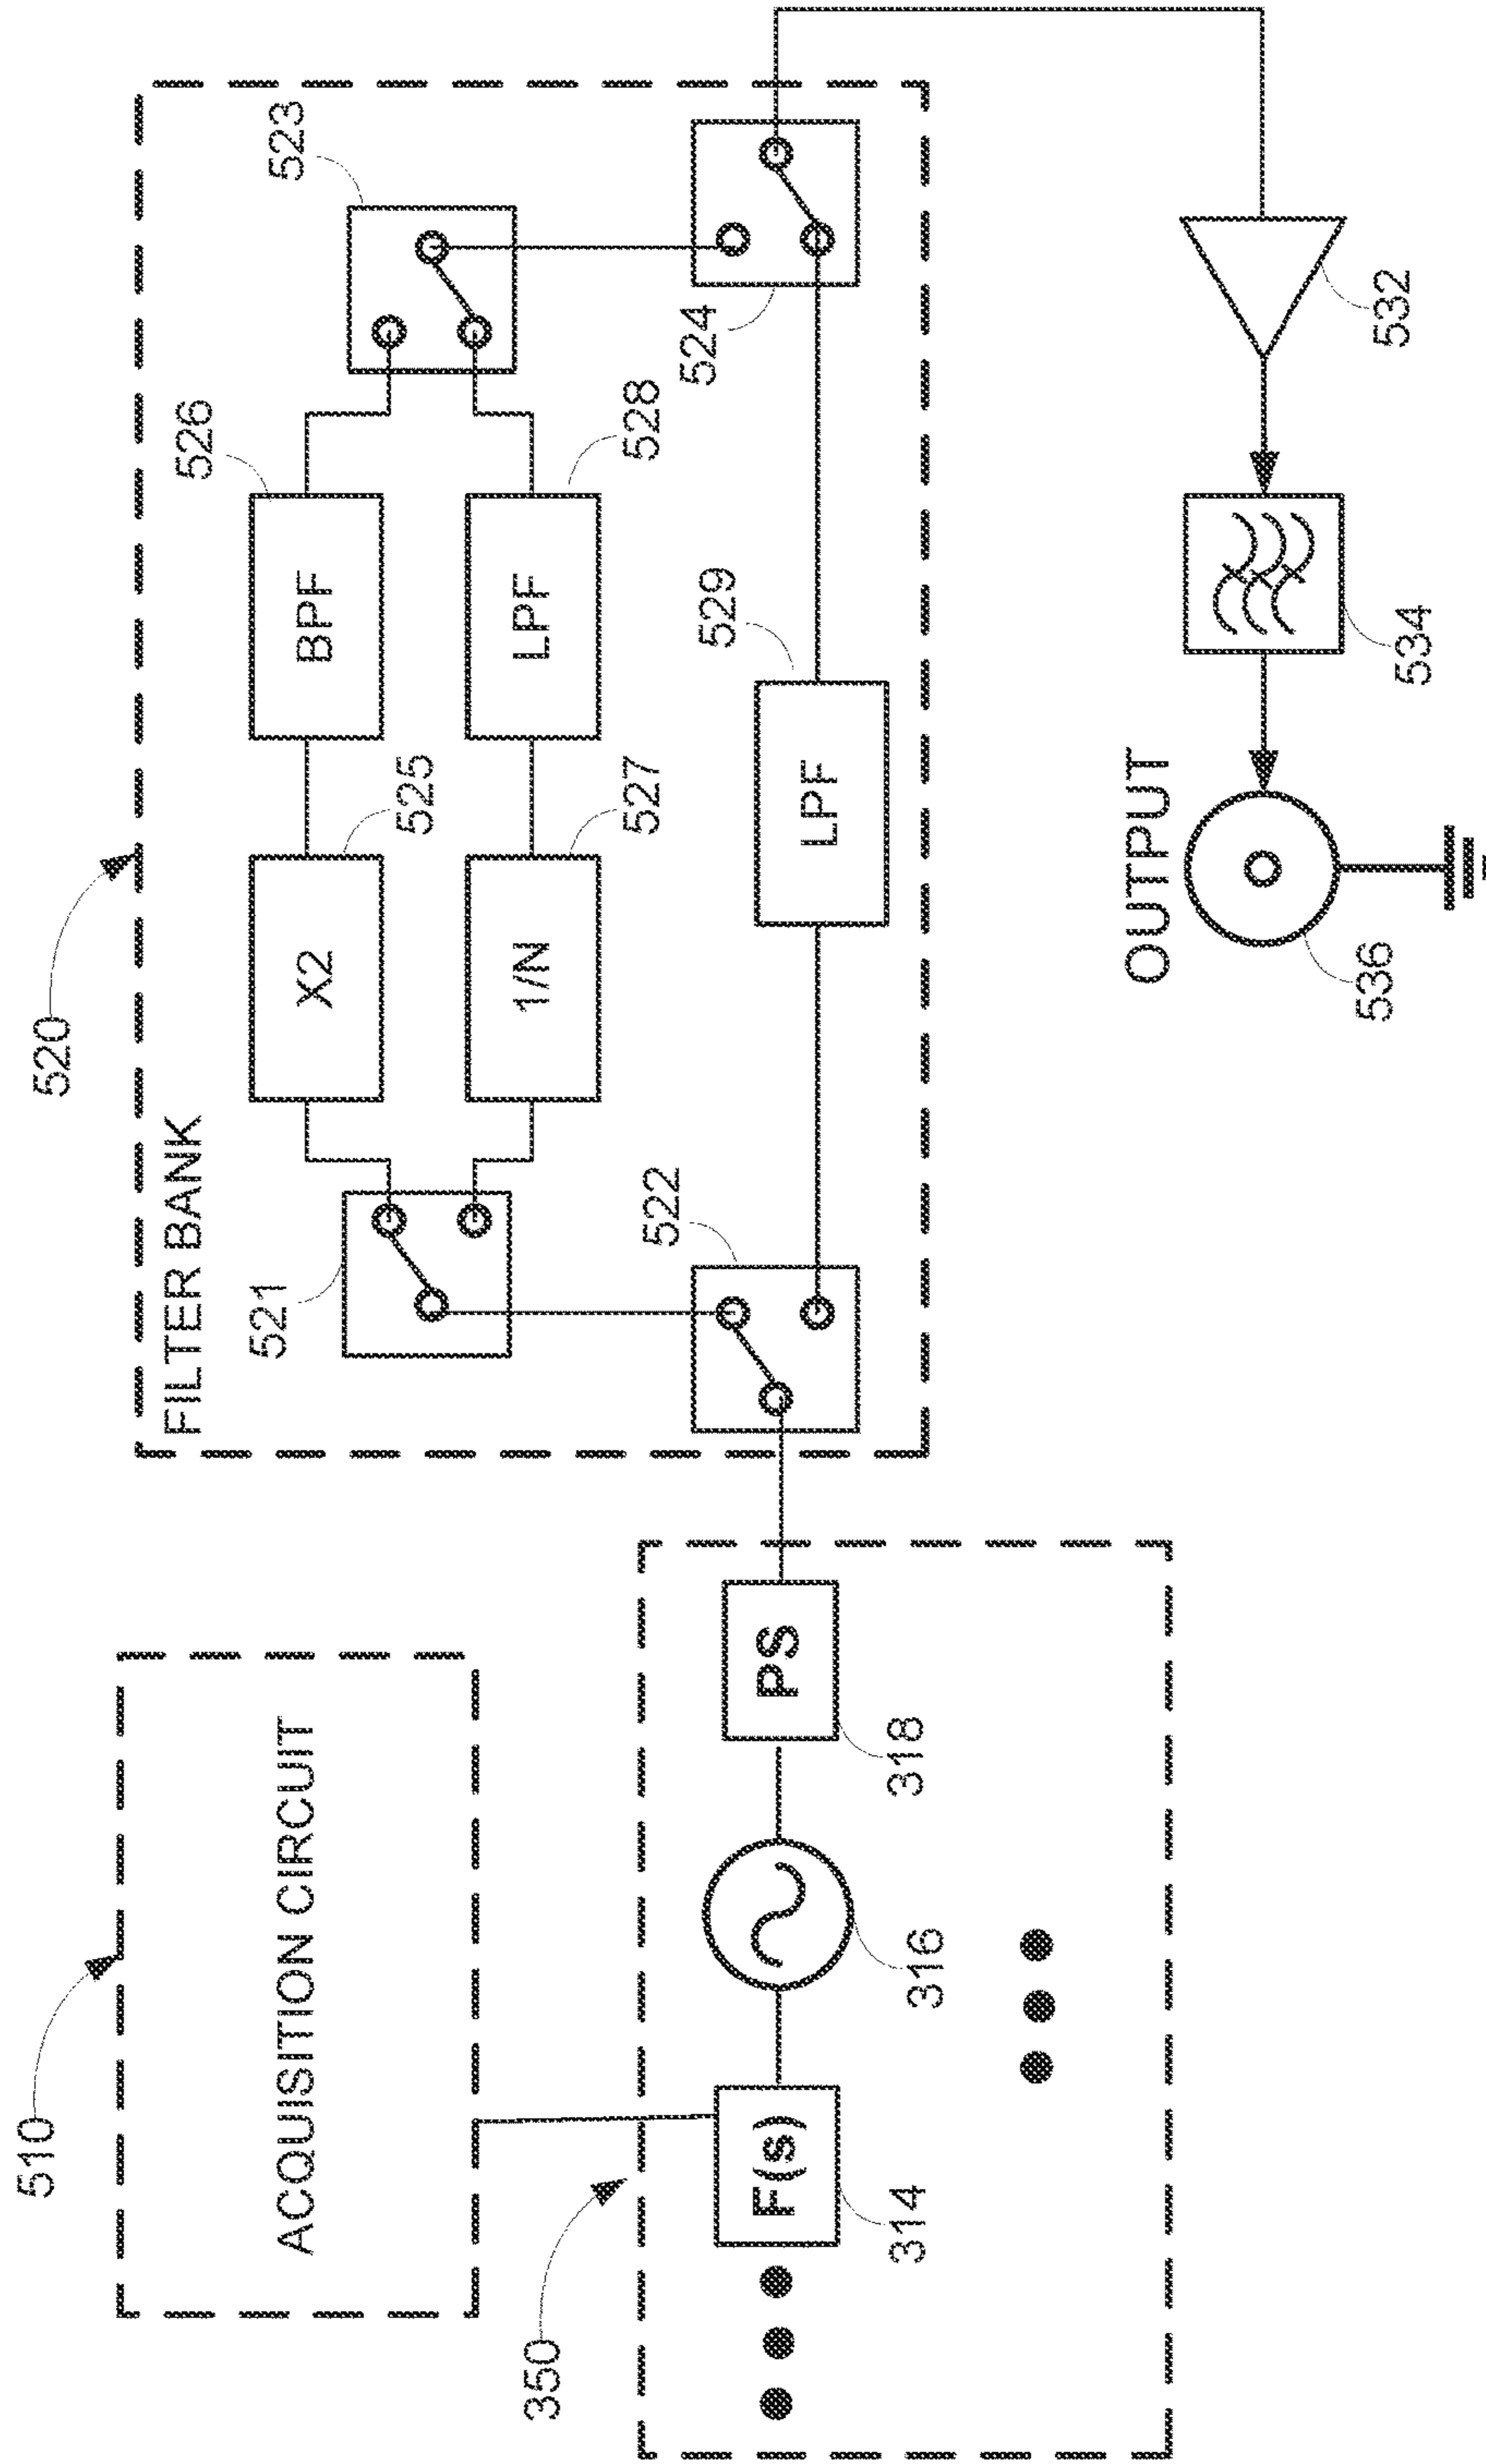 510
ACQUISITION CIRCUIT
350
F(s)
314
316
PS
318
520
FILTER BANK
521
522
X2
525
BPF
526
1/N
527
LPF
528
LPF
529
523
524
532
534
OUTPUT
536